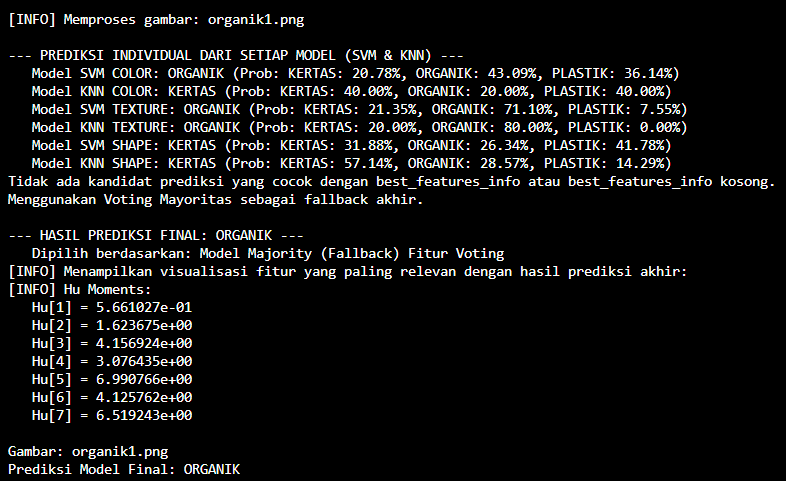 [INFO] Memproses gambar: organik1.png
--- PREDIKSI INDIVIDUAL DARI SETIAP MODEL (SVM & KNN) ---
Model SVM COLOR: ORGANIK (Prob: KERTAS: 20.78%, ORGANIK: 43.09%, PLASTIK: 36.14%)
Model KNN COLOR: KERTAS (Prob: KERTAS: 40.00%, ORGANIK: 20.00%, PLASTIK: 40.00%)
Model SVM TEXTURE: ORGANIK (Prob: KERTAS: 21.35%, ORGANIK: 71.10%, PLASTIK: 7.55%)
Model KNN TEXTURE: ORGANIK (Prob: KERTAS: 20.00%, ORGANIK: 80.00%, PLASTIK: 0.00%)
Model SVM SHAPE: KERTAS (Prob: KERTAS: 31.88%, ORGANIK: 26.34%, PLASTIK: 41.78%)
Model KNN SHAPE: KERTAS (Prob: KERTAS: 57.14%, ORGANIK: 28.57%, PLASTIK: 14.29%)
Tidak ada kandidat prediksi yang cocok dengan best_features_info atau best_features_info kosong.
Menggunakan Voting Mayoritas sebagai fallback akhir.
--- HASIL PREDIKSI FINAL: ORGANIK ---
Dipilih berdasarkan: Model Majority (Fallback) Fitur Voting
[INFO] Menampilkan visualisasi fitur yang paling relevan dengan hasil prediksi akhir:
[INFO] Hu Moments:
Hu[1] = 5.661027e-01
Hu[2] = 1.623675e+00
Hu[3] = 4.156924e+00
Hu[4] = 3.076435e+00
Hu[5] = 6.990766e+00
Hu[6] = 4.125762e+00
Hu[7] = 6.519243e+00
Gambar: organik1.png
Prediksi Model Final: ORGANIK